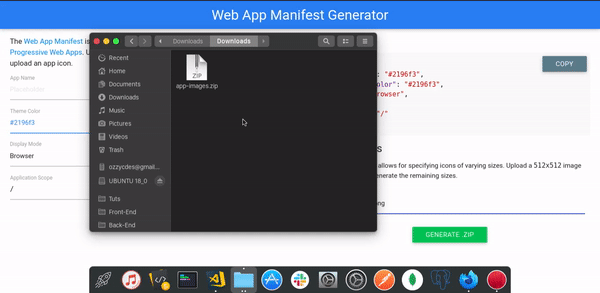 Web App Manifest Generator
The Web App Manifest is
Progressive Web Apps. U
upload an app icon.
App Name
Placeholder
Theme Color
#2196f3
Display Mode
Browser
Application Scope
/
Downloads
Downloads
Recent
Home
Documents
Downloads
Music
Pictures
Videos
Trash
ozzycdes@gmail...
UBUNTU 18_0
Tuts
Front-End
Back-End
ZIP
app-images.zip
COPY
: "#2196f3",
olor": "#2196f3",
rowser",
"/"
S
allows for specifying icons of varying sizes. Upload a 512x512 image
enerate the remaining sizes.
ng
GENERATE .ZIP